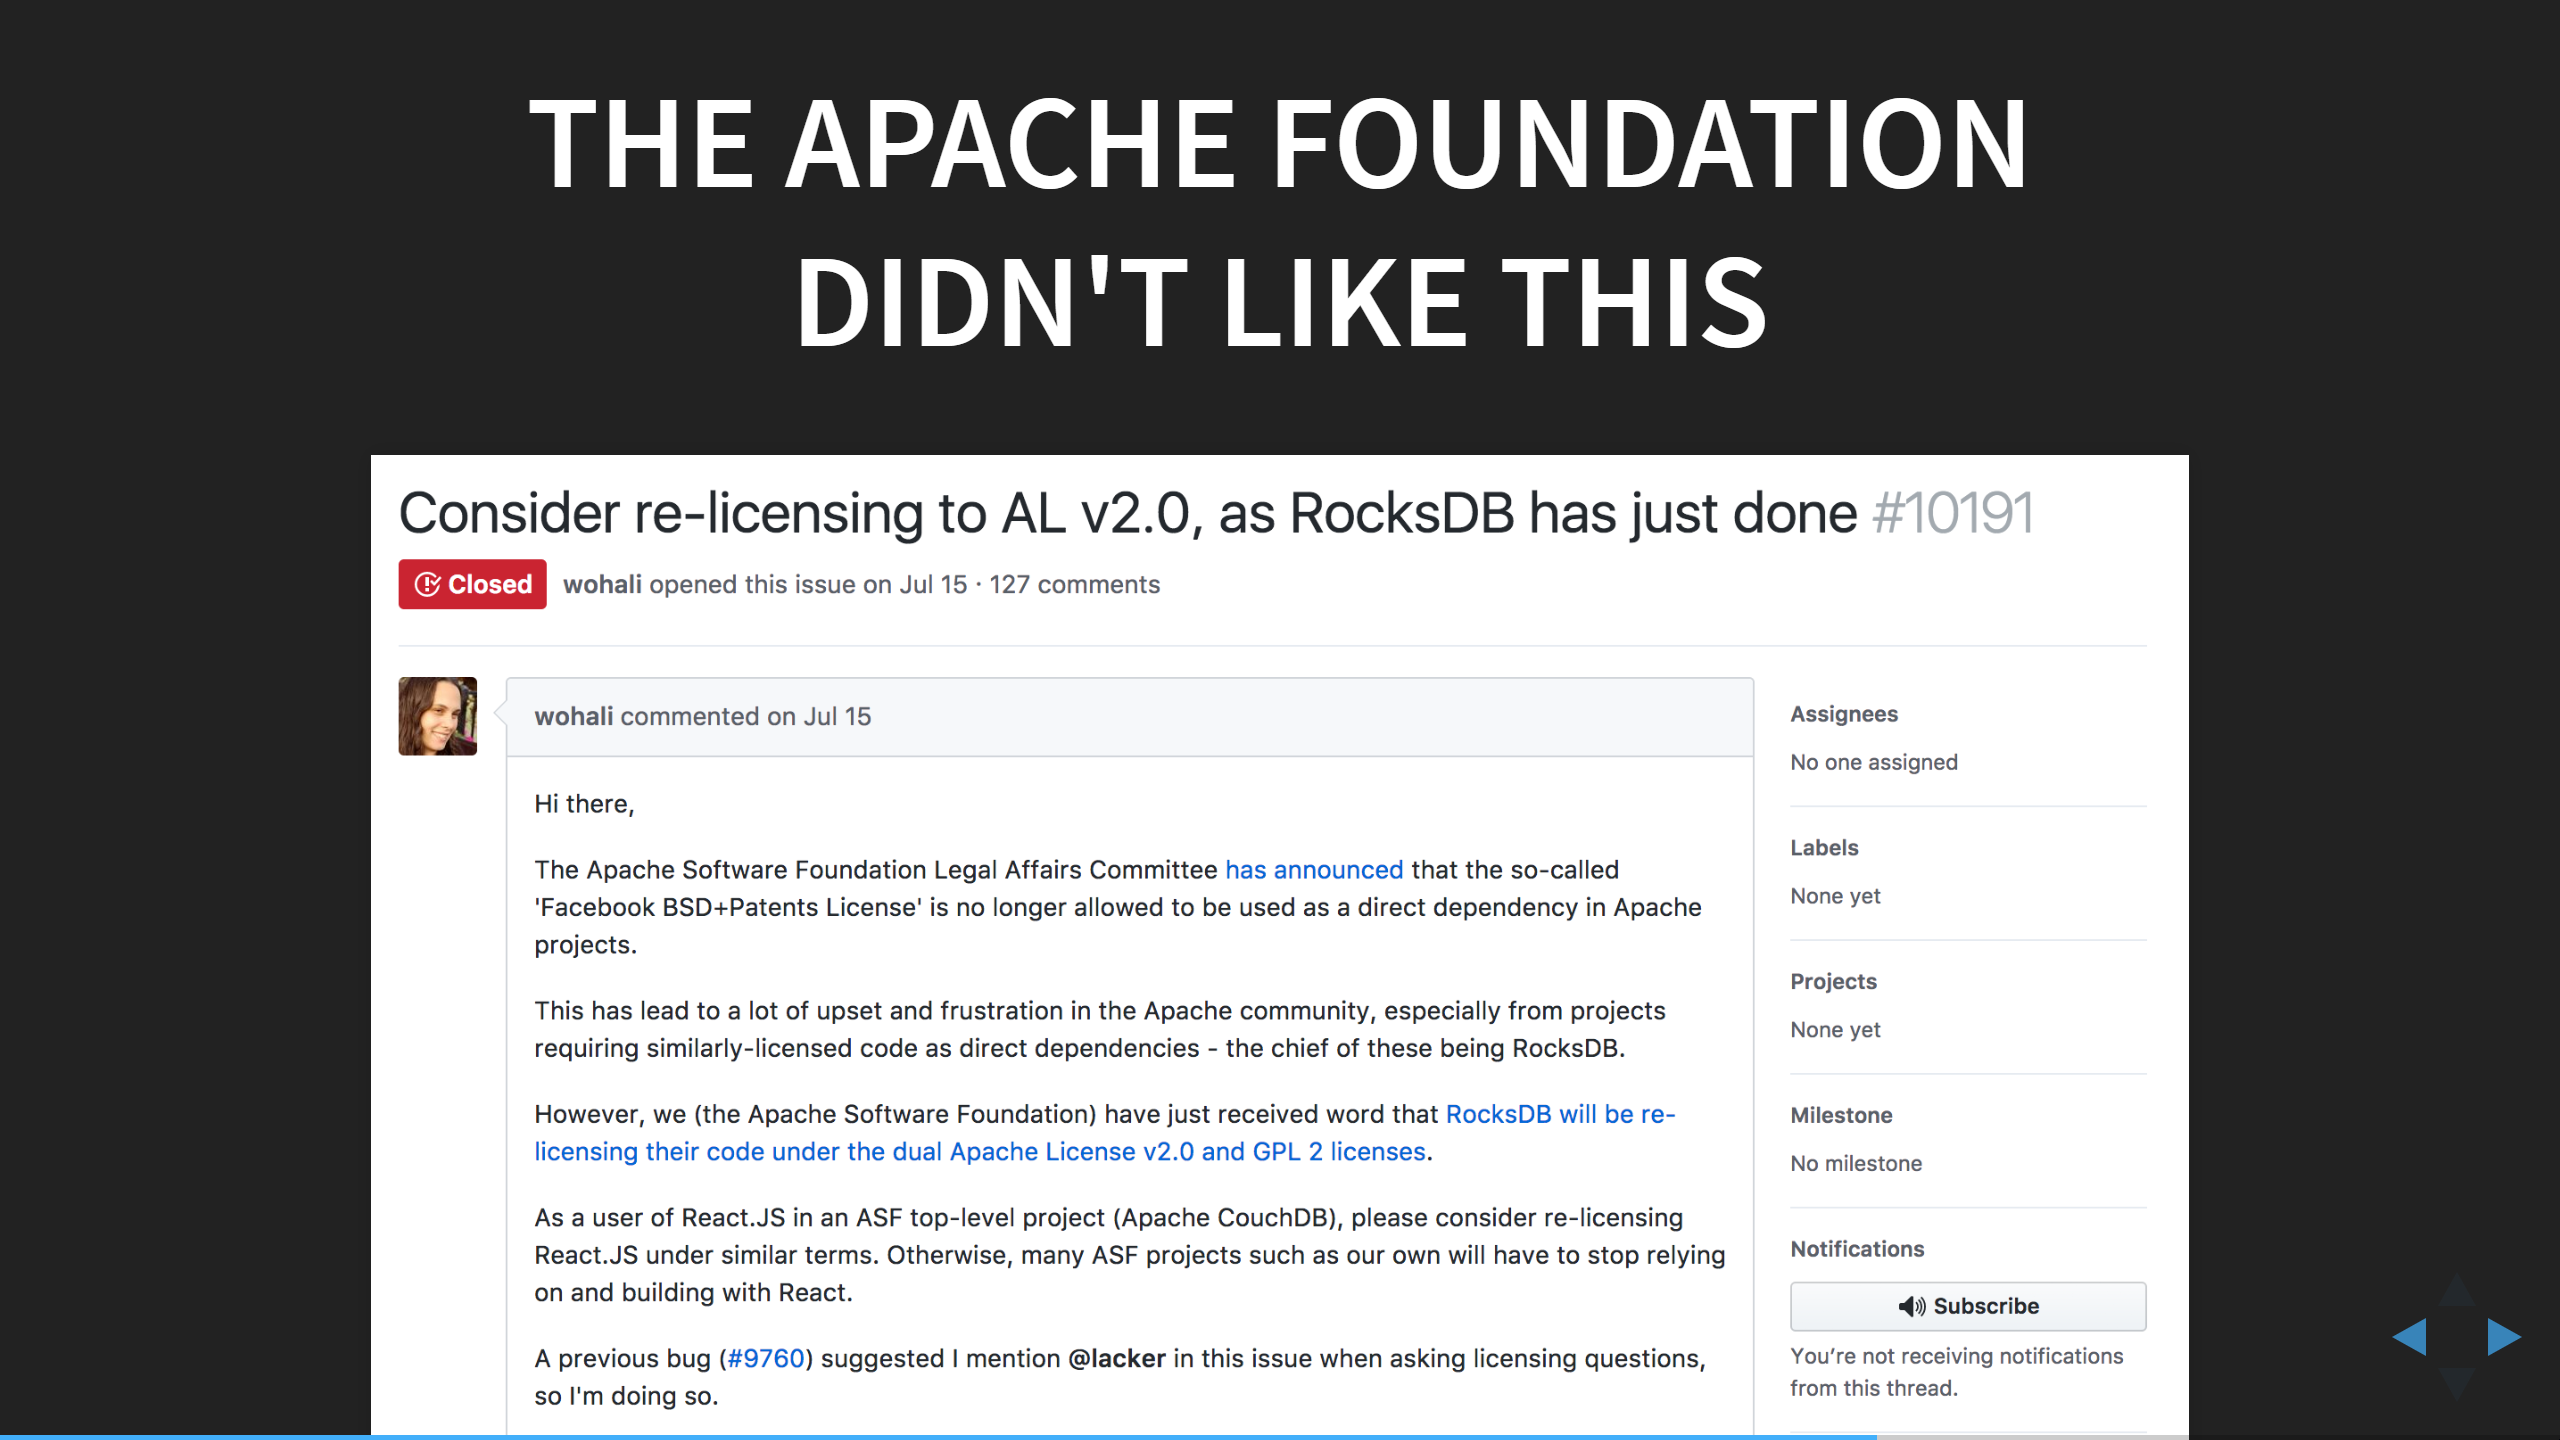 THE APACHE FOUNDATION
DIDN'T LIKE THIS
Consider re-licensing to AL v2.0, as RocksDB has just done #10191
Closed wohali opened this issue on Jul 15 · 127 comments
wohali commented on Jul 15
Hi there,
The Apache Software Foundation Legal Affairs Committee has announced that the so-called
'Facebook BSD+Patents License' is no longer allowed to be used as a direct dependency in Apache
projects.
This has lead to a lot of upset and frustration in the Apache community, especially from projects
requiring similarly-licensed code as direct dependencies - the chief of these being RocksDB.
However, we (the Apache Software Foundation) have just received word that RocksDB will be re-
licensing their code under the dual Apache License v2.0 and GPL 2 licenses.
As a user of React.JS in an ASF top-level project (Apache CouchDB), please consider re-licensing
React.JS under similar terms. Otherwise, many ASF projects such as our own will have to stop relying
on and building with React.
A previous bug (#9760) suggested I mention @lacker in this issue when asking licensing questions,
so I'm doing so.
Assignees
No one assigned
Labels
None yet
Projects
None yet
Milestone
No milestone
Notifications
Subscribe
You're not receiving notifications
from this thread.